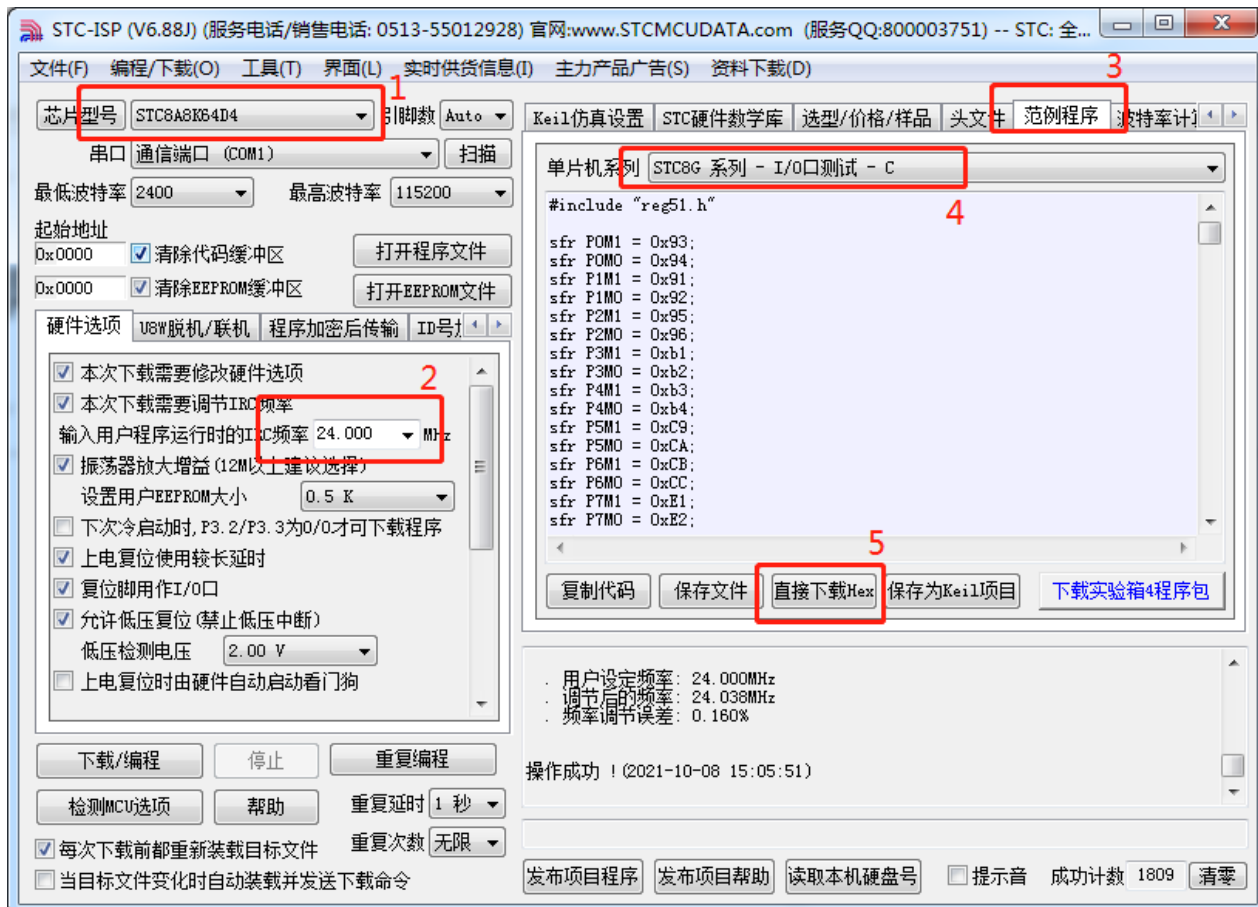 STC-ISP (V6.88J) (服务电话/销售电话: 0513-55012928) 官网:www.STCMCUDATA.com (服务QQ:800003751) -- STC: 全...
文件(F) 编程/下载(O) 工具(T) 界面(L) 实时供货信息(I) 主力产品广告(S) 资料下载(D)
1
3
芯片型号 STC8A8K64D4 引脚数 Auto
串口 通信端口 (COM1) 扫描
最低波特率 2400 最高波特率 115200
起始地址
0x0000 清除代码缓冲区 打开程序文件
0x0000 清除EEPROM缓冲区 打开EEPROM文件
硬件选项 U8W脱机/联机 程序加密后传输
本次下载需要修改硬件选项
2
本次下载需要调节IRC频率
输入用户程序运行时的IRC频率 24.000 MHz
振荡器放大增益(12M以上建议选择)
设置用户EEPROM大小 0.5 K
下次冷启动时,P3.2/P3.3为0/0才可下载程序
上电复位使用较长延时
复位脚用作I/O口
允许低压复位(禁止低压中断)
低压检测电压 2.00 V
上电复位时由硬件自动启动看门狗
下载/编程 停止 重复编程
检测MCU选项 帮助 重复延时 1 秒
重复次数 无限
每次下载前都重新装载目标文件
当目标文件变化时自动装载并发送下载命令
Keil仿真设置 STC硬件数学库 选型/价格/样品 头文件 范例程序 波特率计
单片机系列 STC8G 系列 - I/O口测试 - C
4
#include "reg51.h"
sfr P0M1 = 0x93;
sfr P0M0 = 0x94;
sfr P1M1 = 0x91;
sfr P1M0 = 0x92;
sfr P2M1 = 0x95;
sfr P2M0 = 0x96;
sfr P3M1 = 0xb1;
sfr P3M0 = 0xb2;
sfr P4M1 = 0xb3;
sfr P4M0 = 0xb4;
sfr P5M1 = 0xC9;
sfr P5M0 = 0xCA;
sfr P6M1 = 0xCB;
sfr P6M0 = 0xCC;
sfr P7M1 = 0xE1;
sfr P7M0 = 0xE2;
5
复制代码 保存文件 直接下载Hex 保存为Keil项目 下载实验箱4程序包
. 用户设定频率: 24.000MHz
. 调节后的频率: 24.038MHz
. 频率调节误差: 0.160%
操作成功 !(2021-10-08 15:05:51)
发布项目程序 发布项目帮助 读取本机硬盘号 提示音 成功计数 1809 清零